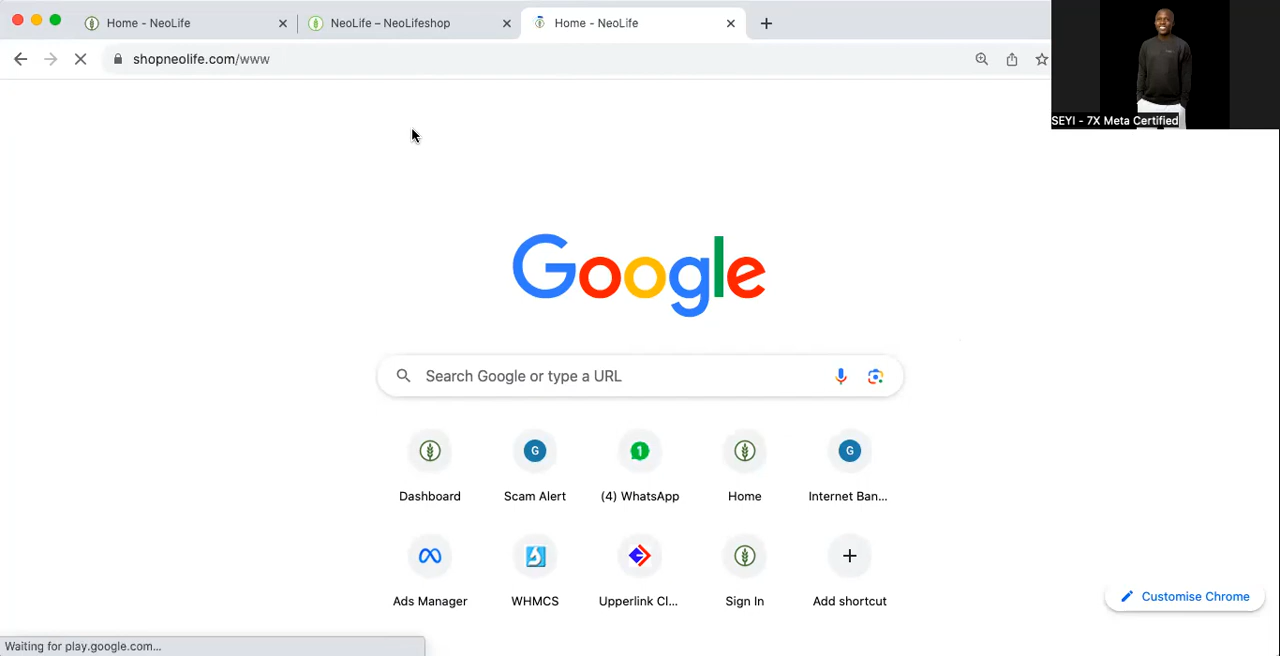 Home - NeoLife
NeoLife – NeoLifeshop
Home - NeoLife
shopneolife.com/www
SEYI - 7X Meta Certified
Google
Search Google or type a URL
G
1
G
Dashboard
Scam Alert
(4) WhatsApp
Home
Internet Ban...
Ads Manager
WHMCS
Upperlink Cl...
Sign In
Add shortcut
Customise Chrome
Waiting for play.google.com...